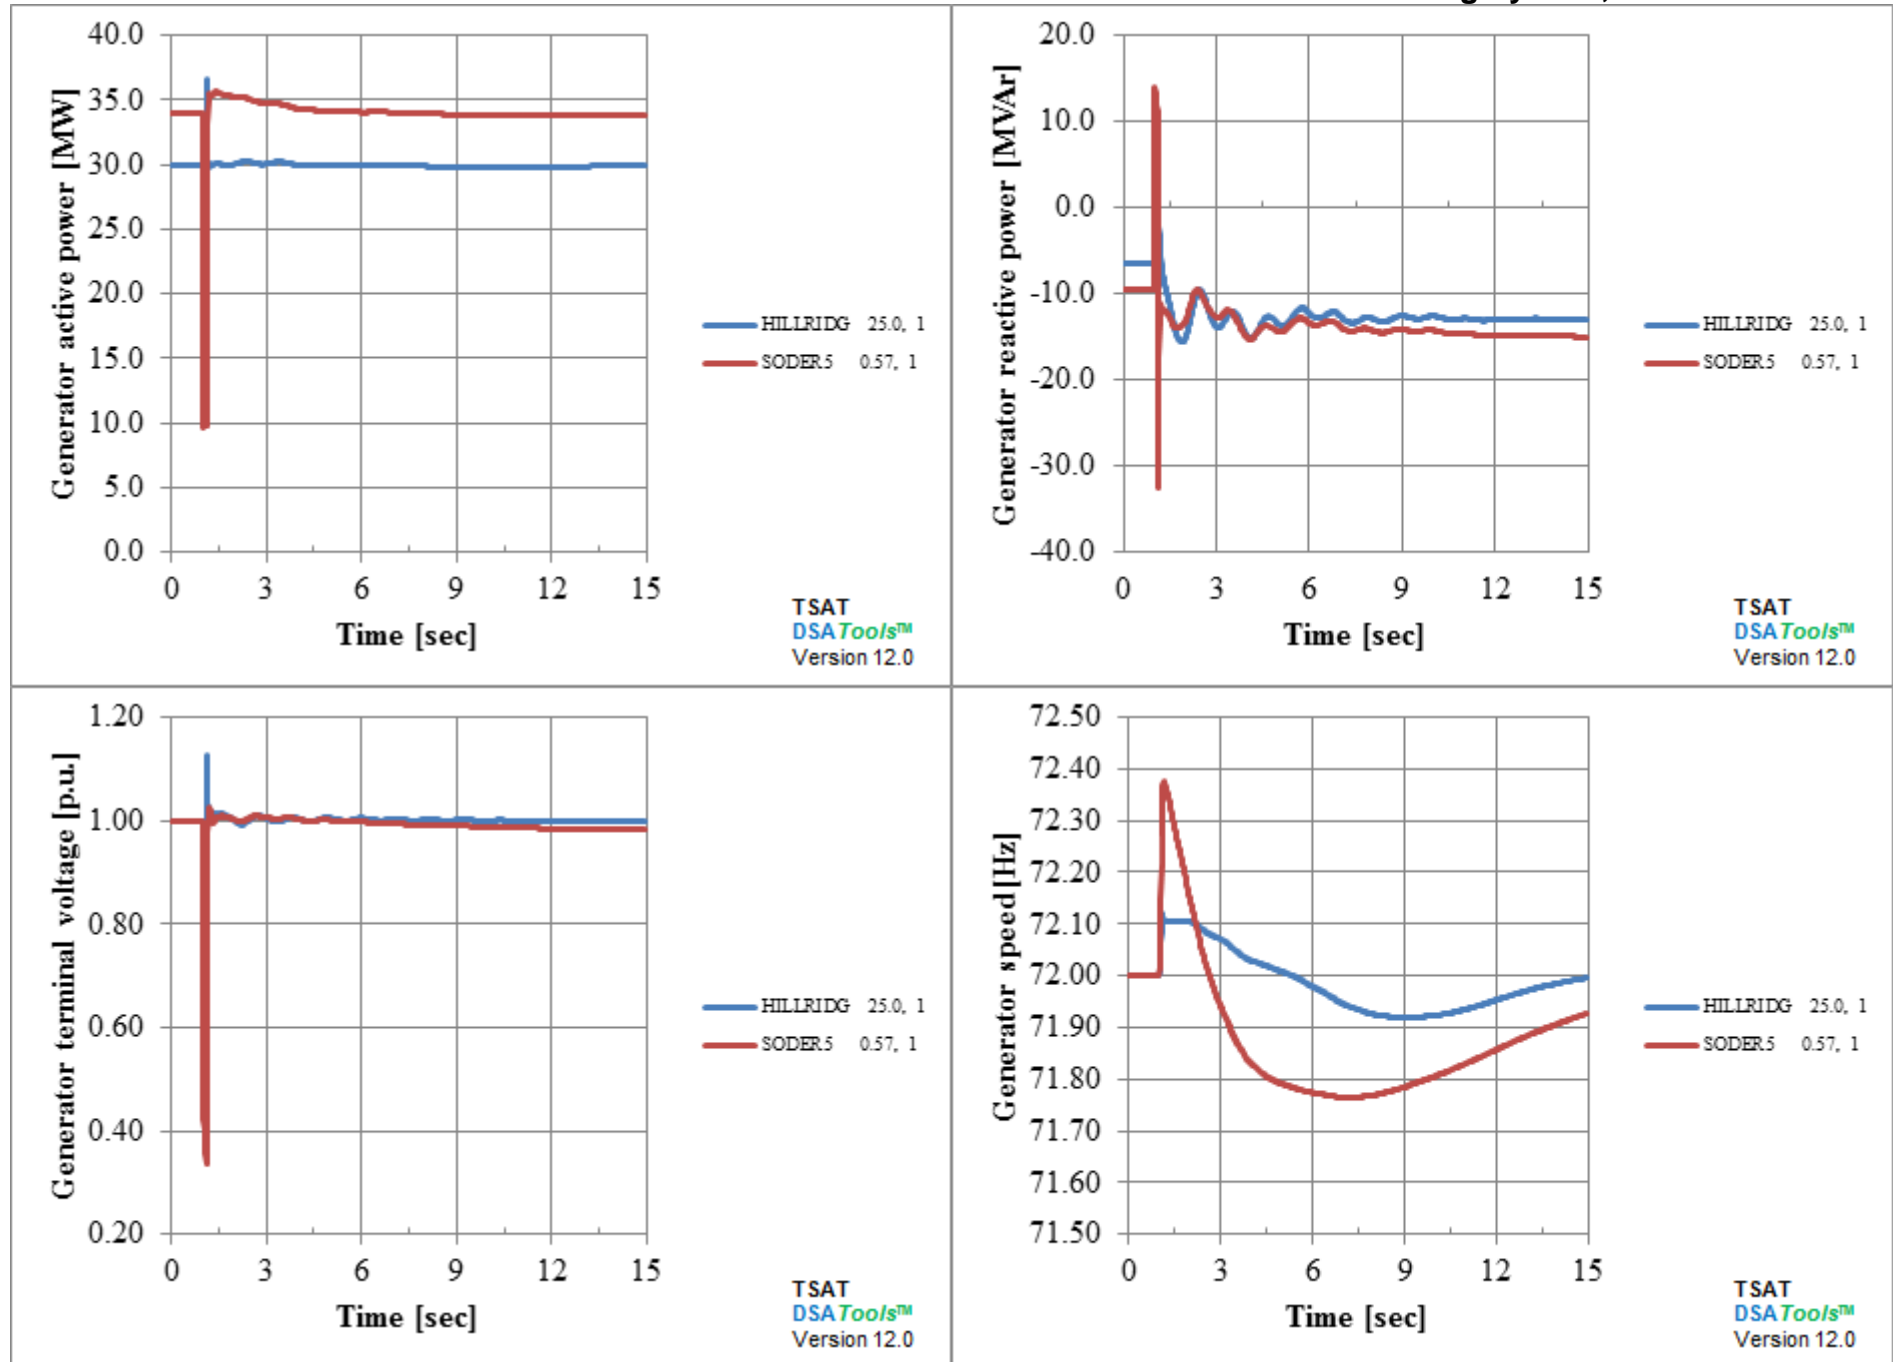 40.0
35.0
30.0
25.0
20.0
15.0
10.0
5.0
0.0
Generator active power [MW]
0 3 6 9 12 15
Time [sec]
HILLRIDG 25.0, 1
SODER5 0.57, 1
TSAT
DSATools™
Version 12.0
20.0
10.0
0.0
-10.0
-20.0
-30.0
-40.0
Generator reactive power [MVAr]
0 3 6 9 12 15
Time [sec]
HILLRIDG 25.0, 1
SODER5 0.57, 1
TSAT
DSATools™
Version 12.0
1.20
1.00
0.80
0.60
0.40
0.20
Generator terminal voltage [p.u.]
0 3 6 9 12 15
Time [sec]
HILLRIDG 25.0, 1
SODER5 0.57, 1
TSAT
DSATools™
Version 12.0
72.50
72.40
72.30
72.20
72.10
72.00
71.90
71.80
71.70
71.60
71.50
Generator speed[Hz]
0 3 6 9 12 15
Time [sec]
HILLRIDG 25.0, 1
SODER5 0.57, 1
TSAT
DSATools™
Version 12.0